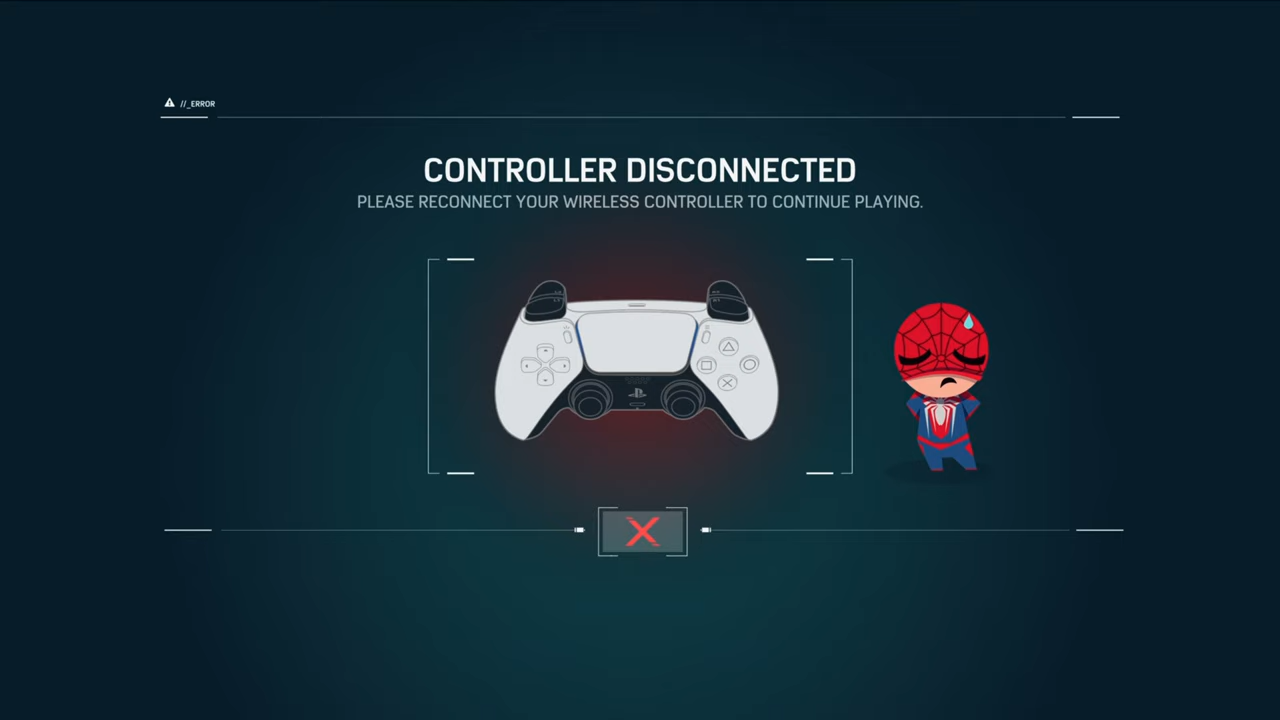 //_ERROR
CONTROLLER DISCONNECTED
PLEASE RECONNECT YOUR WIRELESS CONTROLLER TO CONTINUE PLAYING.